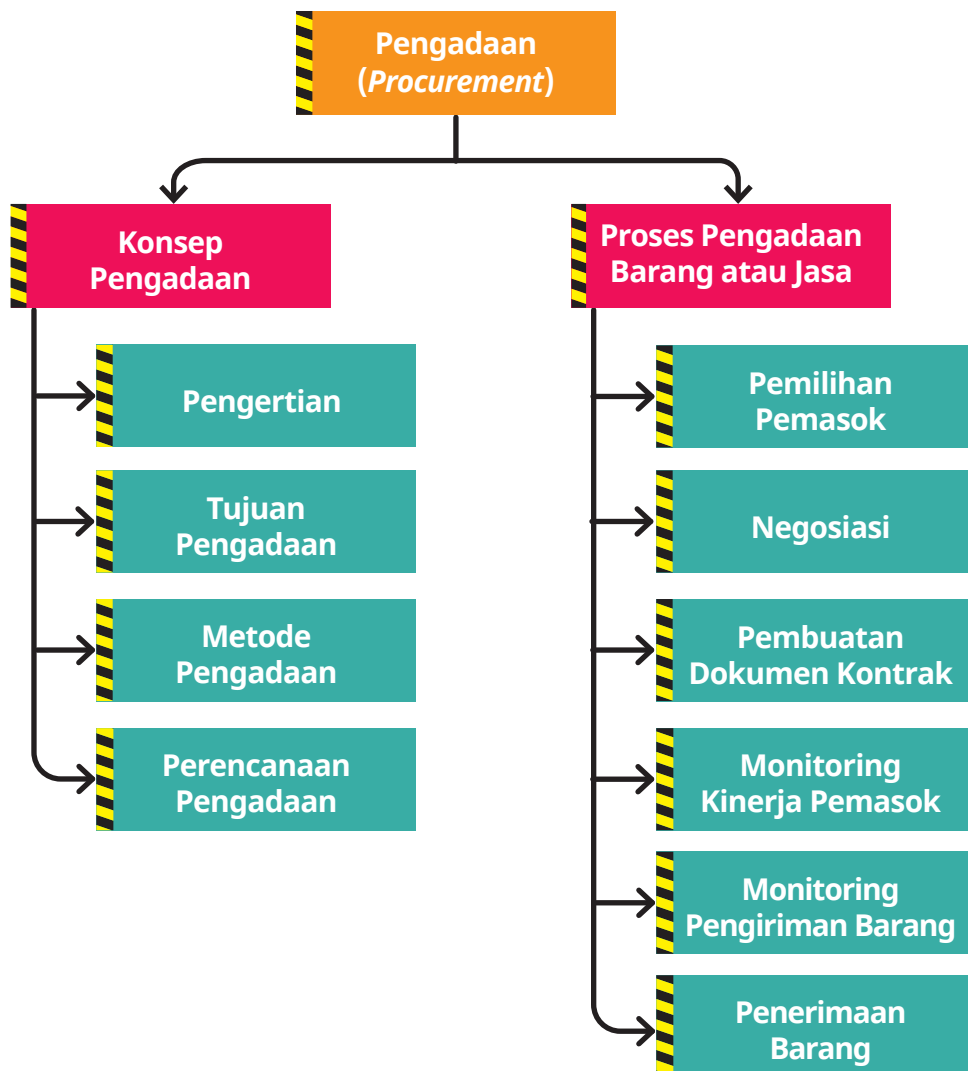 Pengadaan
(Procurement)
Konsep
Pengadaan
Pengertian
Tujuan
Pengadaan
Metode
Pengadaan
Perencanaan
Pengadaan
Proses Pengadaan
Barang atau Jasa
Pemilihan
Pemasok
Negosiasi
Pembuatan
Dokumen Kontrak
Monitoring
Kinerja Pemasok
Monitoring
Pengiriman Barang
Penerimaan
Barang